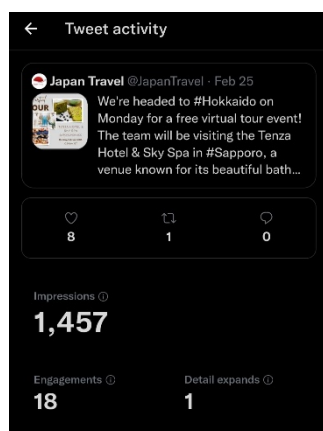 Tweet activity
Japan Travel @JapanTravel · Feb 25
We're headed to #Hokkaido on
Monday for a free virtual tour event!
The team will be visiting the Tenza
Hotel & Sky Spa in #Sapporo, a
venue known for its beautiful bath...
8
1
0
Impressions
1,457
Engagements
Detail expands
18
1